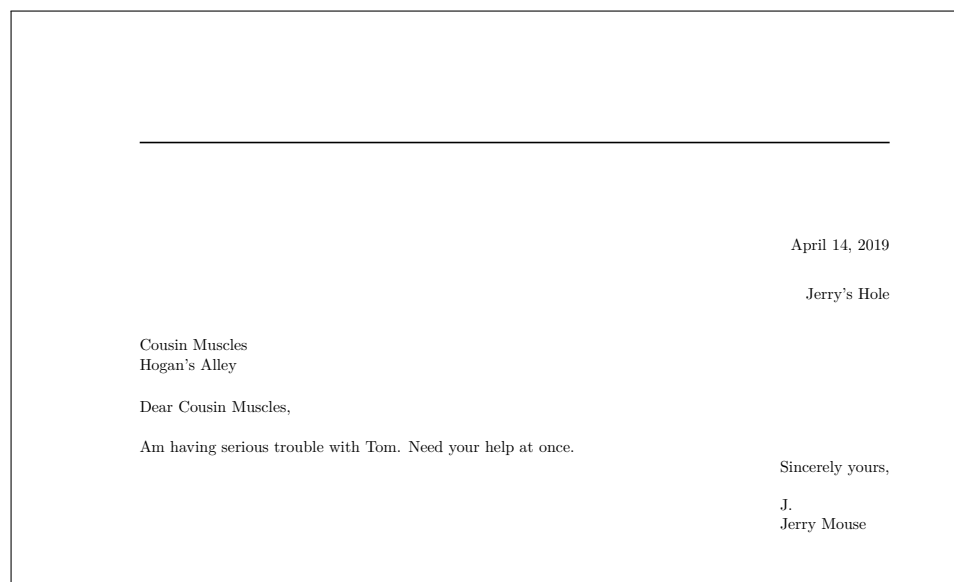 April 14, 2019
Jerry's Hole
Cousin Muscles
Hogan's Alley
Dear Cousin Muscles,
Am having serious trouble with Tom. Need your help at once.
Sincerely yours,
J.
Jerry Mouse